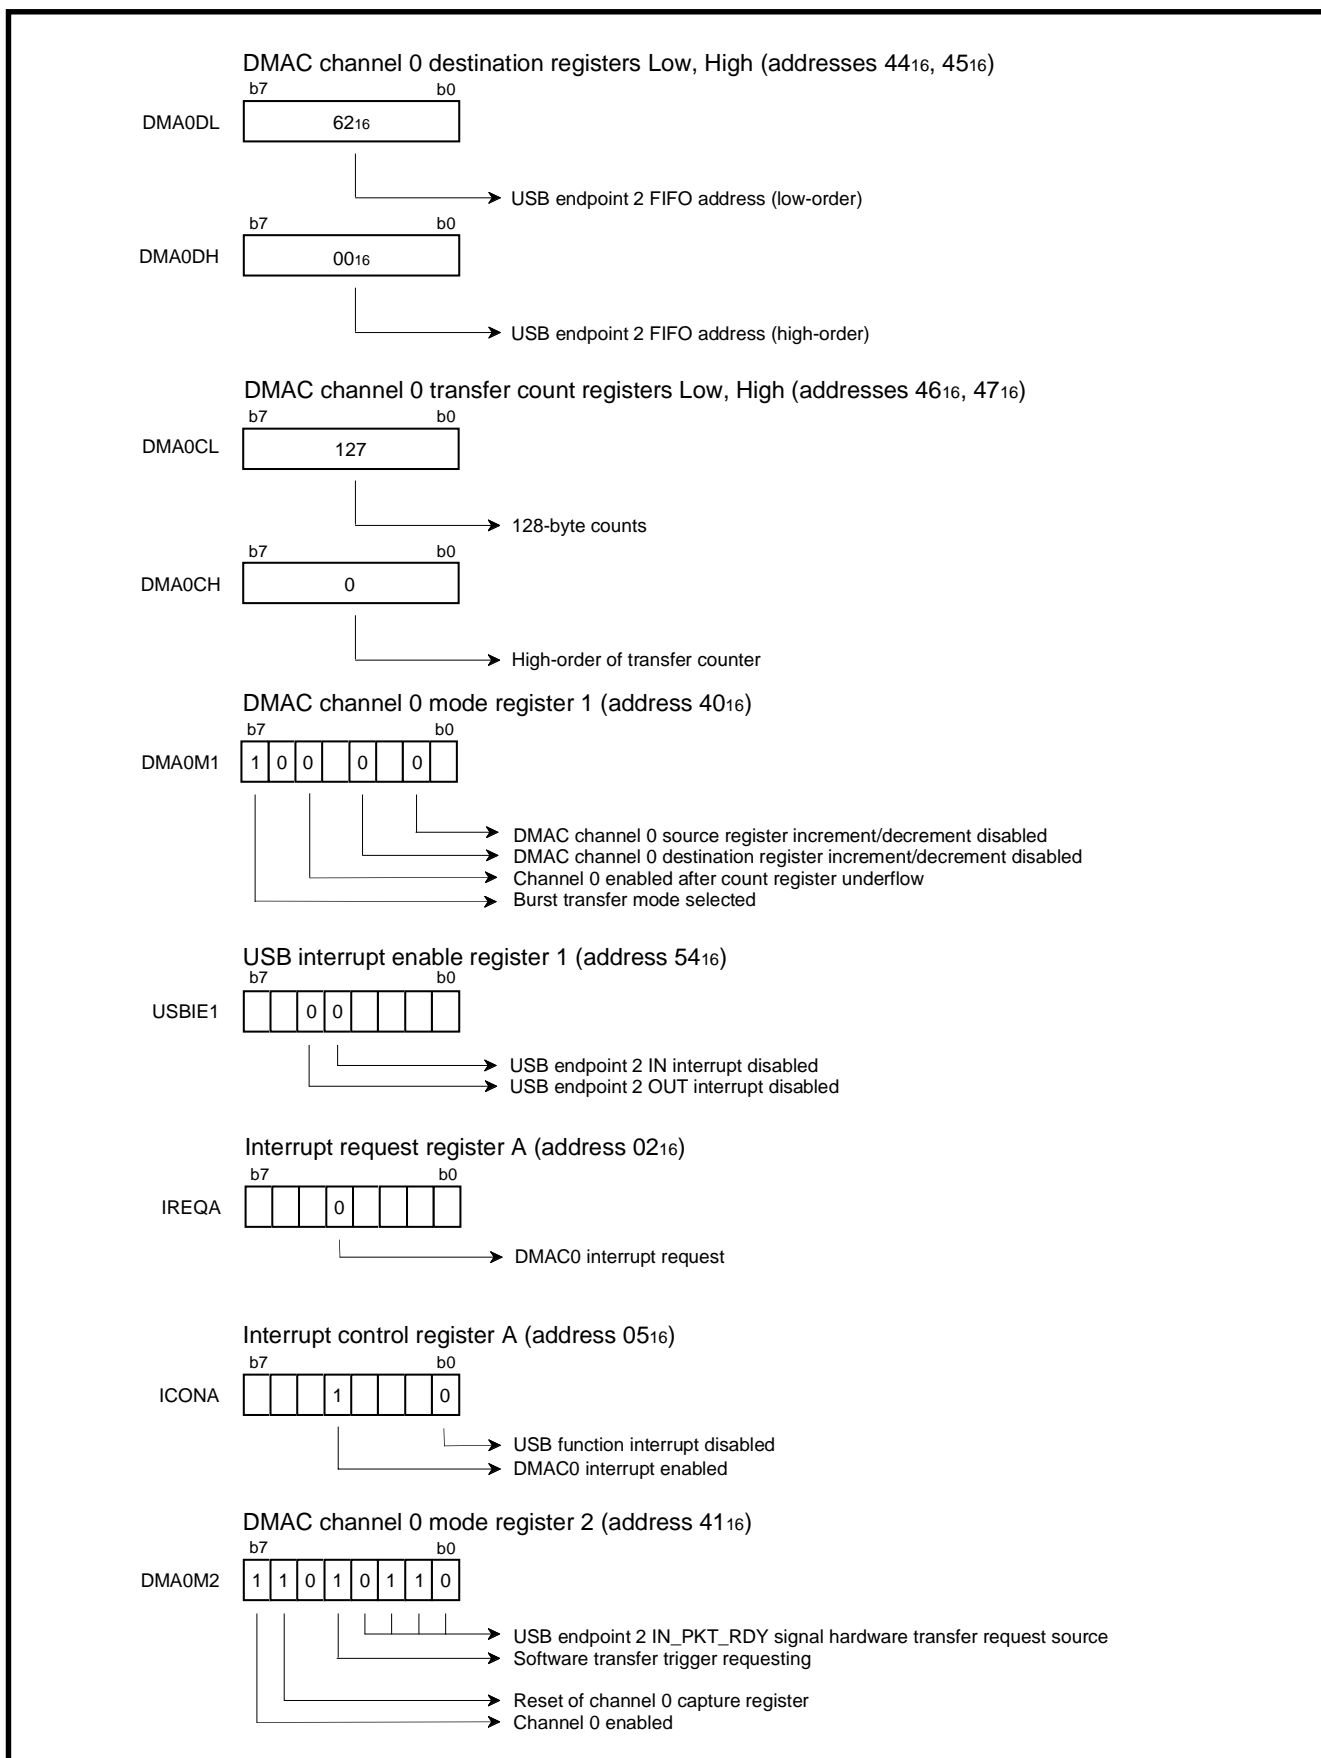 DMAC channel 0 destination registers Low, High (addresses 4416, 4516)
b7 b0
DMA0DL 6216
USB endpoint 2 FIFO address (low-order)
b7 b0
DMA0DH 0016
USB endpoint 2 FIFO address (high-order)
DMAC channel 0 transfer count registers Low, High (addresses 4616, 4716)
b7 b0
DMA0CL 127
128-byte counts
b7 b0
DMA0CH 0
High-order of transfer counter
DMAC channel 0 mode register 1 (address 4016)
b7 b0
DMA0M1 1 0 0 0 0
DMAC channel 0 source register increment/decrement disabled
DMAC channel 0 destination register increment/decrement disabled
Channel 0 enabled after count register underflow
Burst transfer mode selected
USB interrupt enable register 1 (address 5416)
b7 b0
USBIE1 0 0
USB endpoint 2 IN interrupt disabled
USB endpoint 2 OUT interrupt disabled
Interrupt request register A (address 0216)
b7 b0
IREQA 0
DMAC0 interrupt request
Interrupt control register A (address 0516)
b7 b0
ICONA 1 0
USB function interrupt disabled
DMAC0 interrupt enabled
DMAC channel 0 mode register 2 (address 4116)
b7 b0
DMA0M2 1 1 0 1 0 1 1 0
USB endpoint 2 IN_PKT_RDY signal hardware transfer request source
Software transfer trigger requesting
Reset of channel 0 capture register
Channel 0 enabled